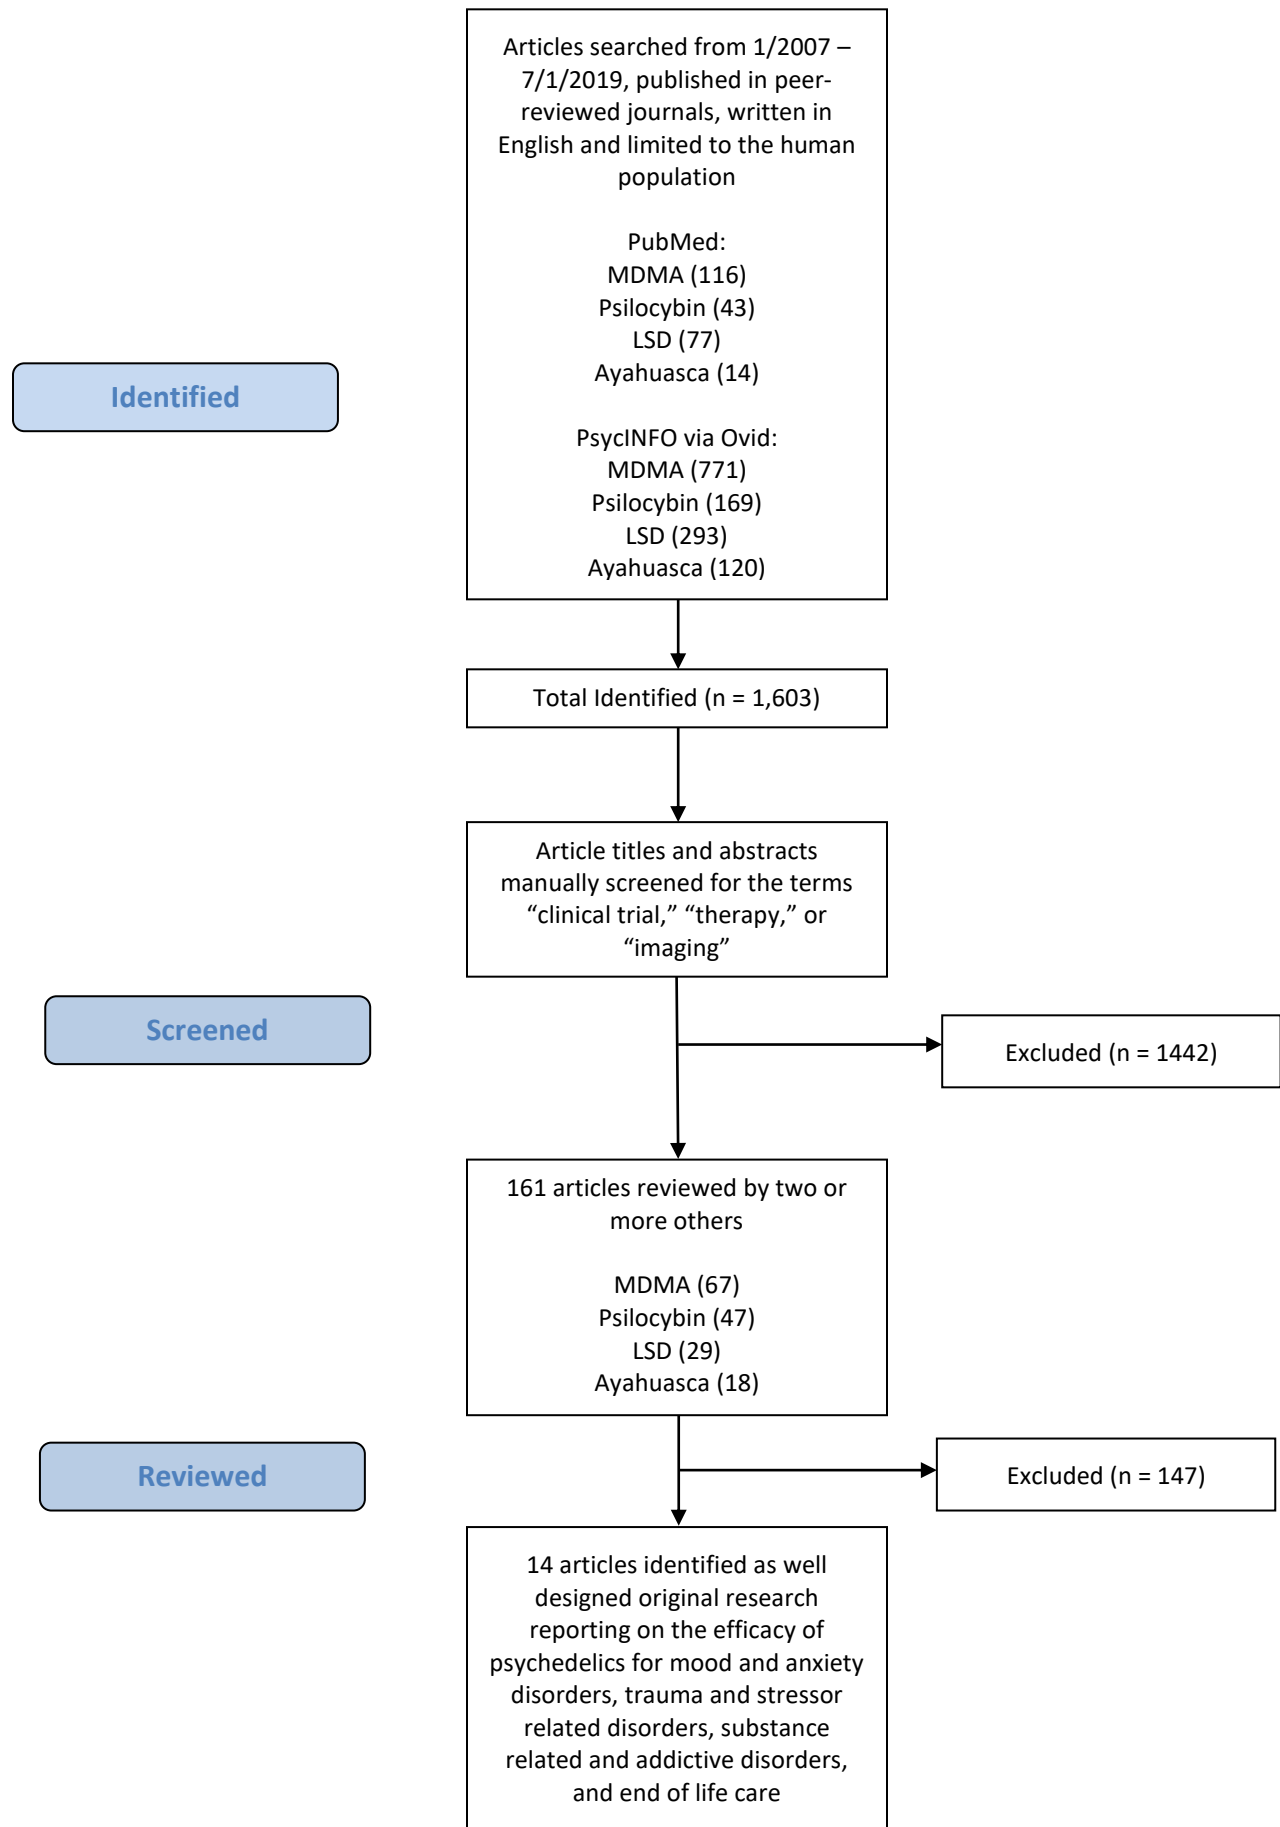 Articles searched from 1/2007 –
7/1/2019, published in peer-
reviewed journals, written in
English and limited to the human
population
PubMed:
MDMA (116)
Psilocybin (43)
LSD (77)
Ayahuasca (14)
PsycINFO via Ovid:
MDMA (771)
Psilocybin (169)
LSD (293)
Ayahuasca (120)
Identified
Total Identified (n = 1,603)
Article titles and abstracts
manually screened for the terms
“clinical trial,” “therapy,” or
“imaging”
Screened
Excluded (n = 1442)
161 articles reviewed by two or
more others
MDMA (67)
Psilocybin (47)
LSD (29)
Ayahuasca (18)
Reviewed
Excluded (n = 147)
14 articles identified as well
designed original research
reporting on the efficacy of
psychedelics for mood and anxiety
disorders, trauma and stressor
related disorders, substance
related and addictive disorders,
and end of life care